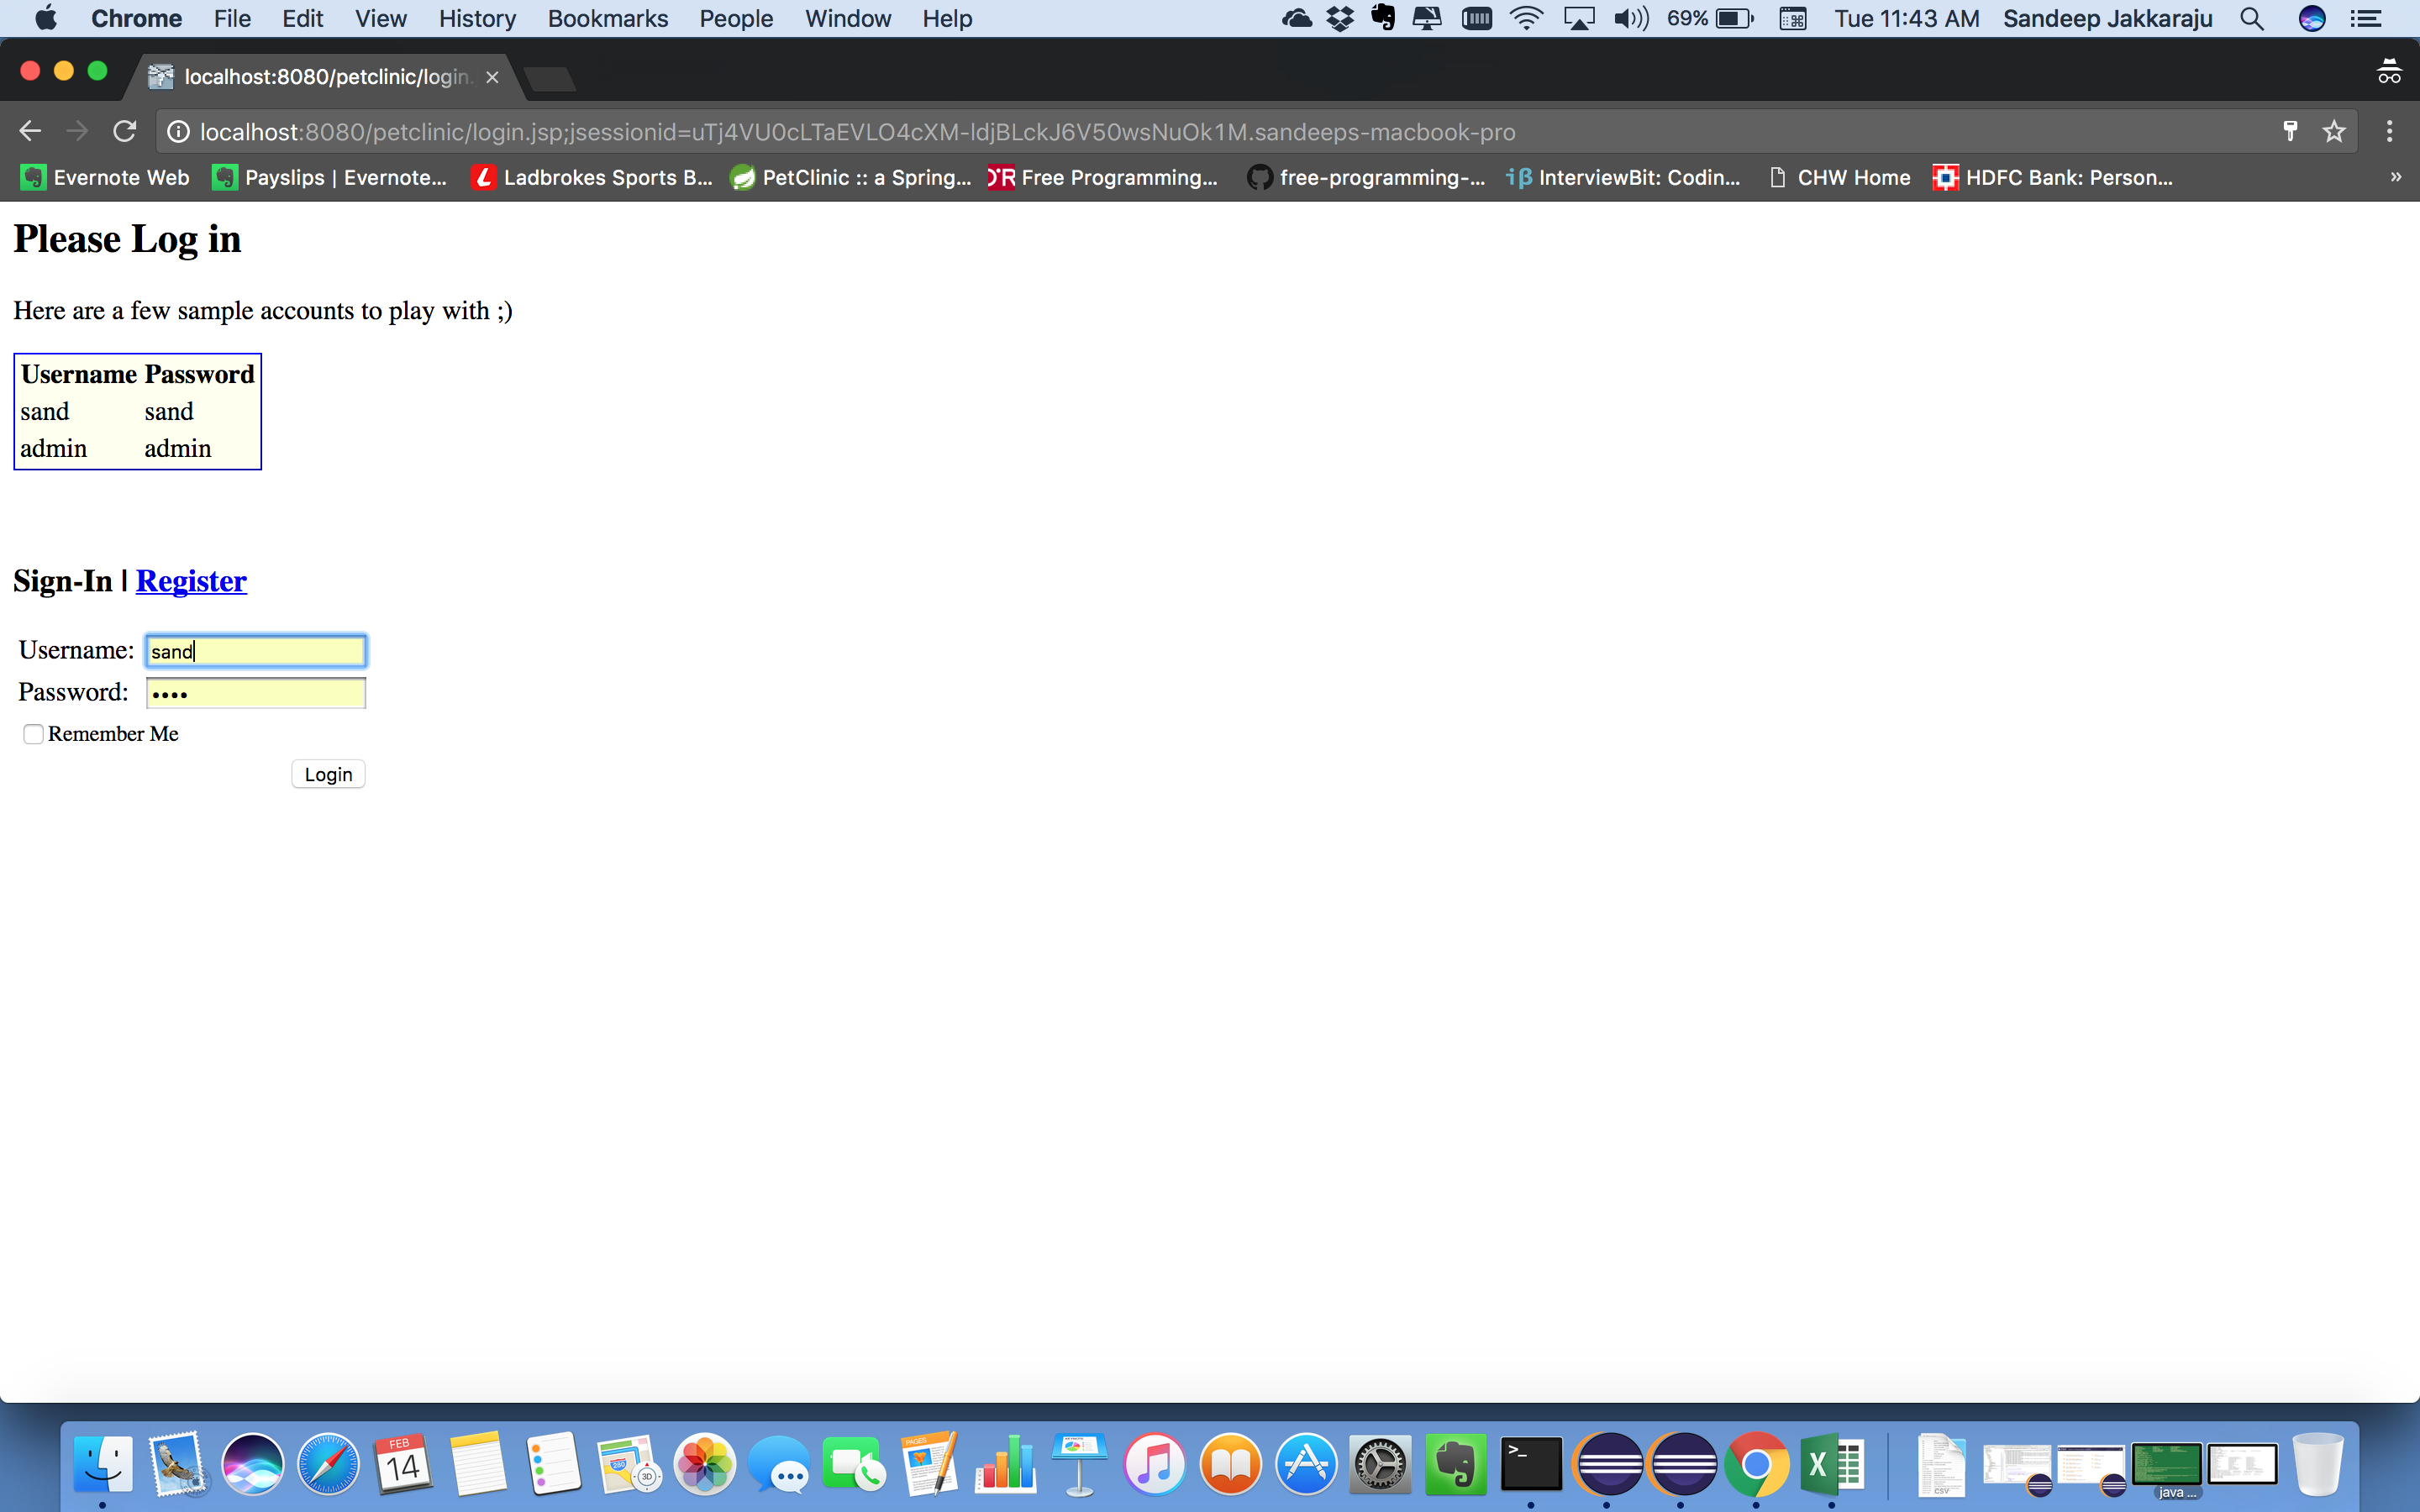 Chrome File Edit View History Bookmarks People Window Help 69% Tue 11:43 AM Sandeep Jakkaraju
localhost:8080/petclinic/login.
localhost:8080/petclinic/login.jsp;jsessionid=uTj4VU0cLTaEVLO4cXM-ldjBLckJ6V50wsNuOk1M.sandeeps-macbook-pro
Evernote Web Payslips | Evernote... Ladbrokes Sports B... PetClinic :: a Spring... Free Programming... free-programming-... InterviewBit: Codin... CHW Home HDFC Bank: Person... »
Please Log in
Here are a few sample accounts to play with ;)
Username Password
sand sand
admin admin
Sign-In | Register
Username: sand
Password: ••••
Remember Me
Login
FEB
14
PAGES
280
3D
>_
X
CSV
java ...